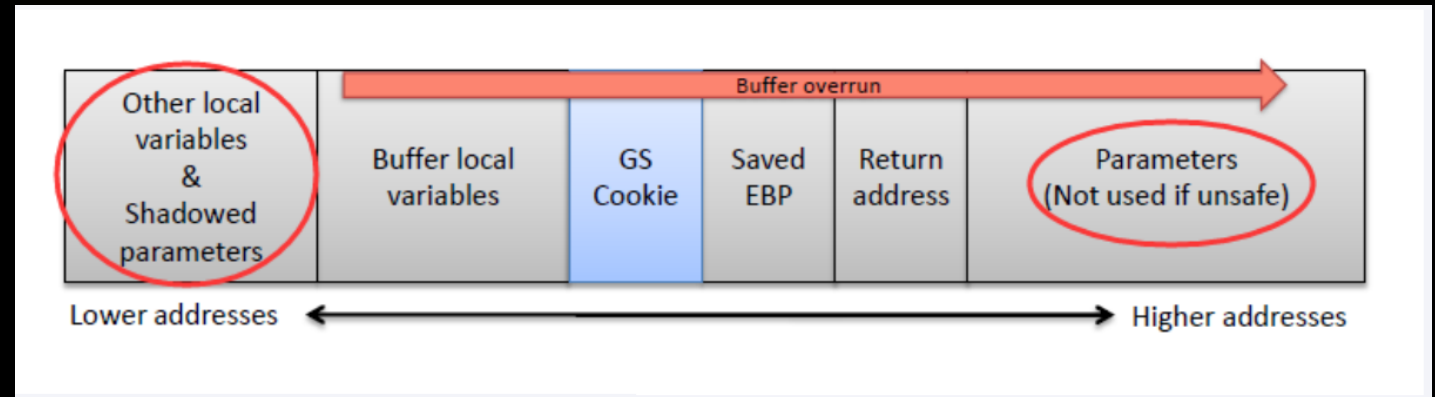 Buffer overrun
Other local
variables
&
Shadowed
parameters
Buffer local
variables
GS
Cookie
Saved
EBP
Return
address
Parameters
(Not used if unsafe)
Lower addresses
Higher addresses